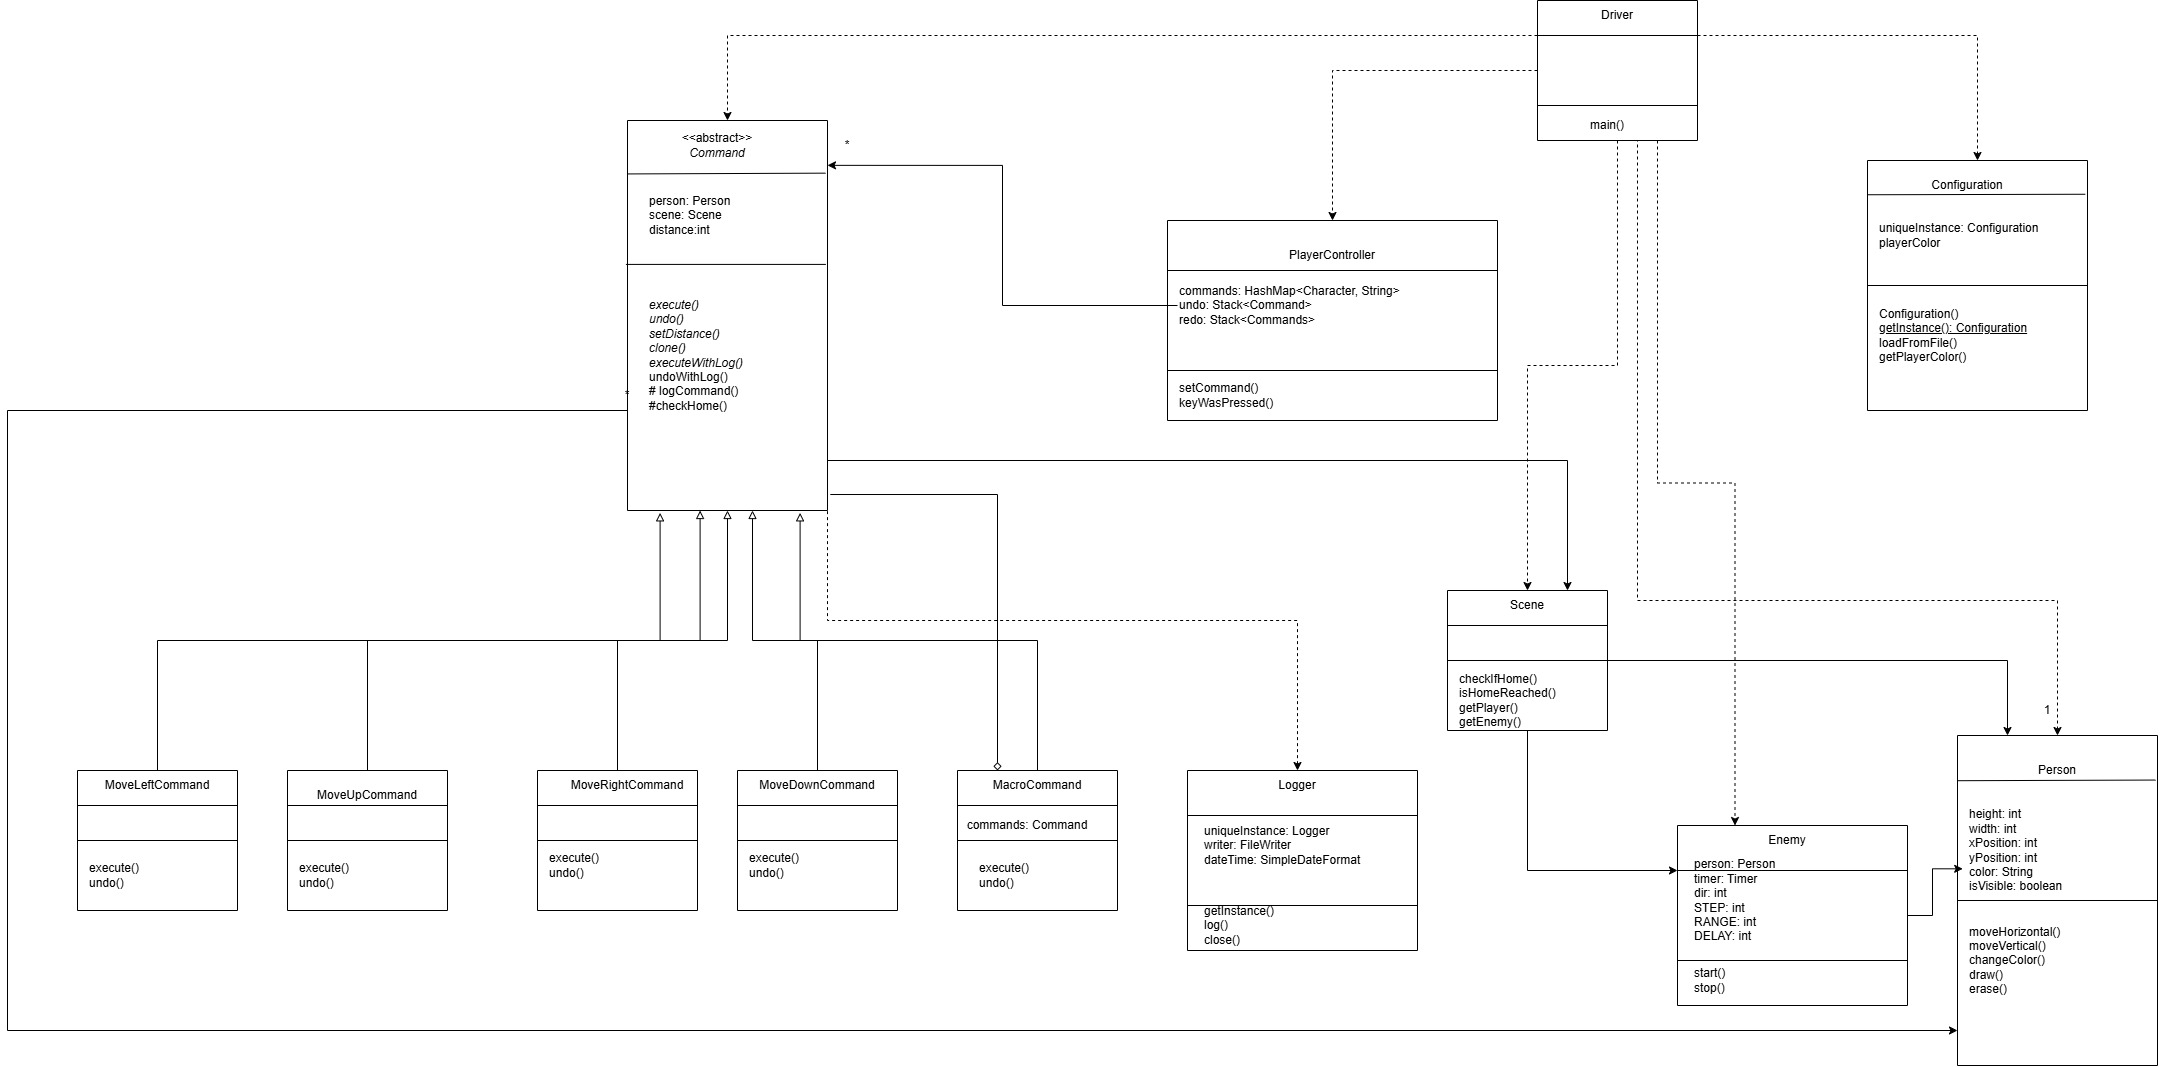 Driver
main()
<<abstract>>
Command
*
person: Person
scene: Scene
distance:int
execute()
undo()
setDistance()
clone()
executeWithLog()
undoWithLog()
# logCommand()
#checkHome()
*
PlayerController
commands: HashMap<Character, String>
undo: Stack<Command>
redo: Stack<Commands>
setCommand()
keyWasPressed()
Configuration
uniqueInstance: Configuration
playerColor
Configuration()
getInstance(): Configuration
loadFromFile()
getPlayerColor()
Scene
checkIfHome()
isHomeReached()
getPlayer()
getEnemy()
1
MoveLeftCommand
execute()
undo()
MoveUpCommand
execute()
undo()
MoveRightCommand
execute()
undo()
MoveDownCommand
execute()
undo()
MacroCommand
commands: Command
execute()
undo()
Logger
uniqueInstance: Logger
writer: FileWriter
dateTime: SimpleDateFormat
getInstance()
log()
close()
Enemy
person: Person
timer: Timer
dir: int
STEP: int
RANGE: int
DELAY: int
start()
stop()
Person
height: int
width: int
xPosition: int
yPosition: int
color: String
isVisible: boolean
moveHorizontal()
moveVertical()
changeColor()
draw()
erase()